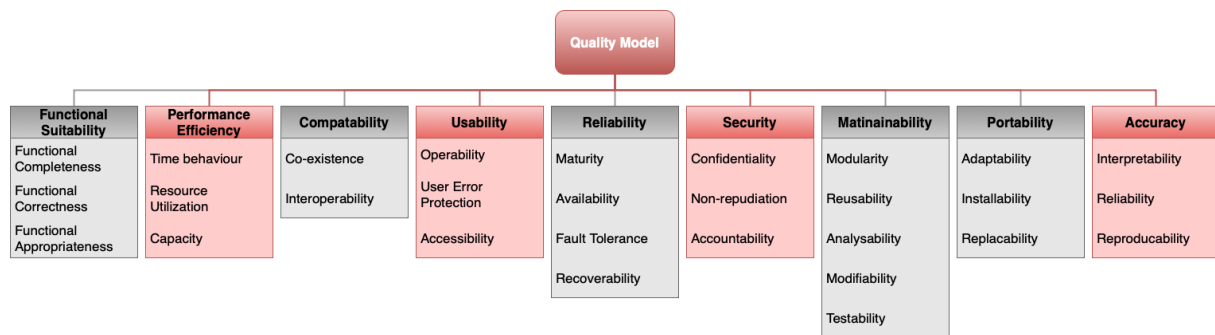 Quality Model
Functional
Suitability
Functional
Completeness
Functional
Correctness
Functional
Appropriateness
Performance
Efficiency
Time behaviour
Resource
Utilization
Capacity
Compatability
Co-existence
Interoperability
Usability
Operability
User Error
Protection
Accessibility
Reliability
Maturity
Availability
Fault Tolerance
Recoverability
Security
Confidentiality
Non-repudiation
Accountability
Matinainability
Modularity
Reusability
Analysability
Modifiability
Testability
Portability
Adaptability
Installability
Replacability
Accuracy
Interpretability
Reliability
Reproducability